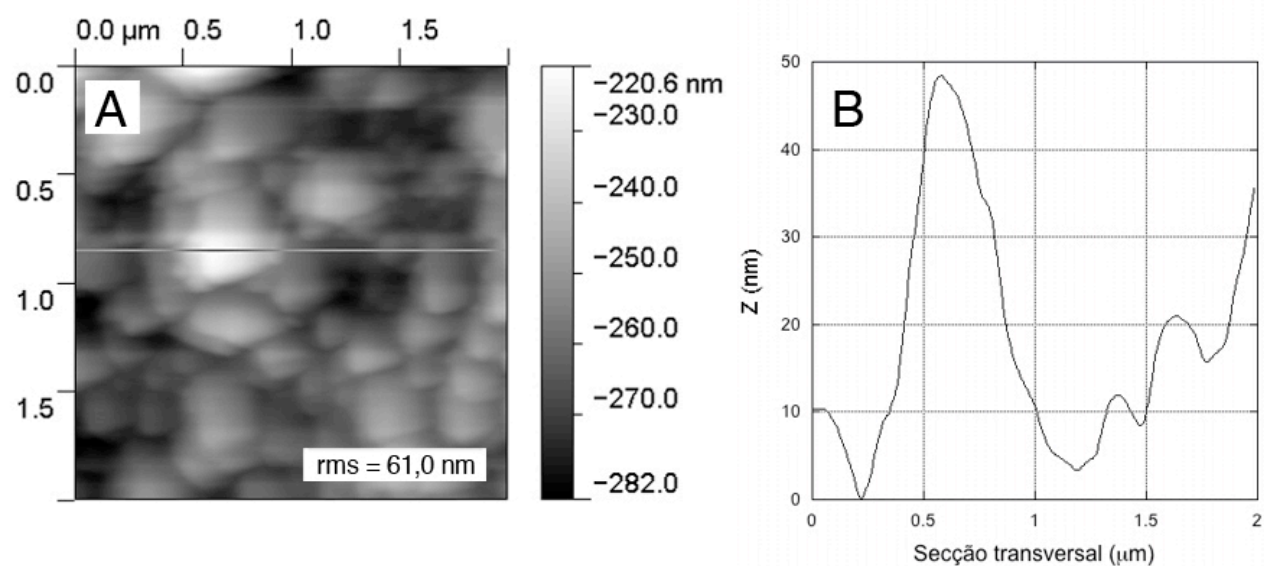 0.0 μm 0.5 1.0 1.5
0.0
0.5
1.0
1.5
A
rms = 61,0 nm
−220.6 nm
−230.0
−240.0
−250.0
−260.0
−270.0
−282.0
B
50
40
30
20
10
0
Z (nm)
0 0.5 1 1.5 2
Secção transversal (μm)